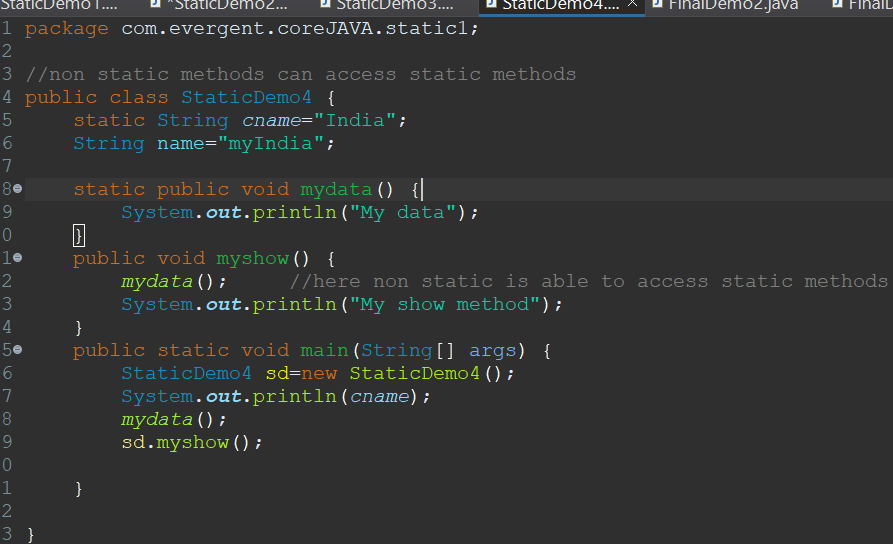 StaticDemo1.... *StaticDemo2... StaticDemo3.... StaticDemo4.... FinalDemo2.java
1 package com.evergent.coreJAVA.static1;
2
3 //non static methods can access static methods
4 public class StaticDemo4 {
5 static String cname="India";
6 String name="myIndia";
7
8 static public void mydata() {
9 System.out.println("My data");
0 }
1 public void myshow() {
2 mydata(); //here non static is able to access static methods
3 System.out.println("My show method");
4 }
5 public static void main(String[] args) {
6 StaticDemo4 sd=new StaticDemo4();
7 System.out.println(cname);
8 mydata();
9 sd.myshow();
0
1 }
2
3 }